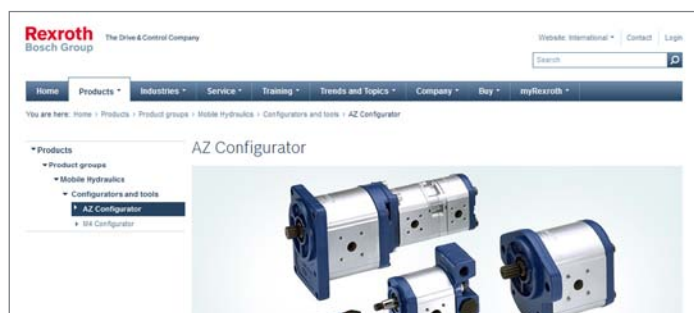 Rexroth
Bosch Group
The Drive & Control Company
Website: International
Contact
Login
Search
Home
Products
Industries
Service
Training
Trends and Topics
Company
Buy
myRexroth
You are here: Home > Products > Product groups > Mobile Hydraulics > Configurators and tools > AZ Configurator
Products
Product groups
Mobile Hydraulics
Configurators and tools
AZ Configurator
M4 Configurator
AZ Configurator